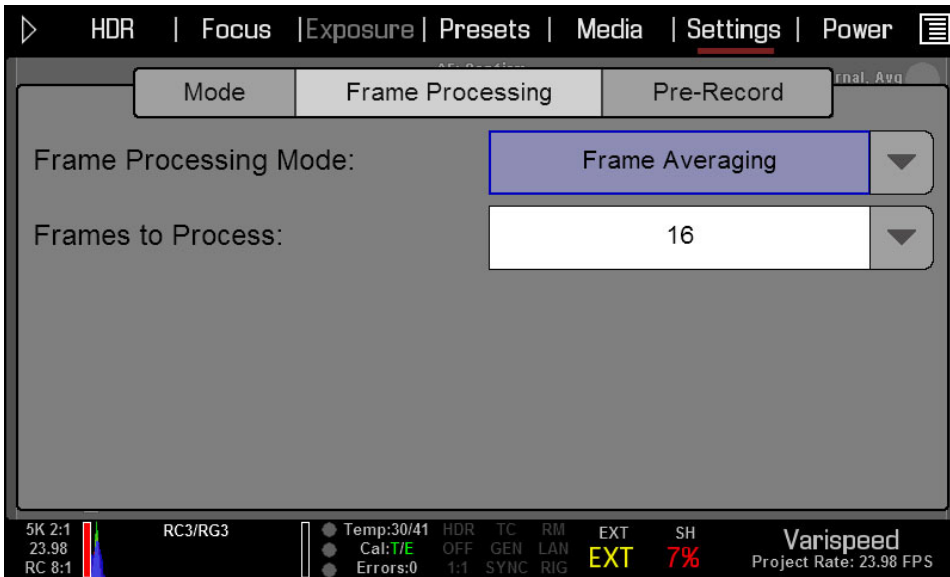 HDR | Focus | Exposure | Presets | Media | Settings | Power
rnal, Avg
Mode Frame Processing Pre-Record
Frame Processing Mode: Frame Averaging
Frames to Process: 16
5K 2:1 RC3/RG3 Temp:30/41 HDR TC RM EXT SH Varispeed
23.98 Cal:T/E OFF GEN LAN EXT 7% Project Rate: 23.98 FPS
RC 8:1 Errors:0 1:1 SYNC RIG